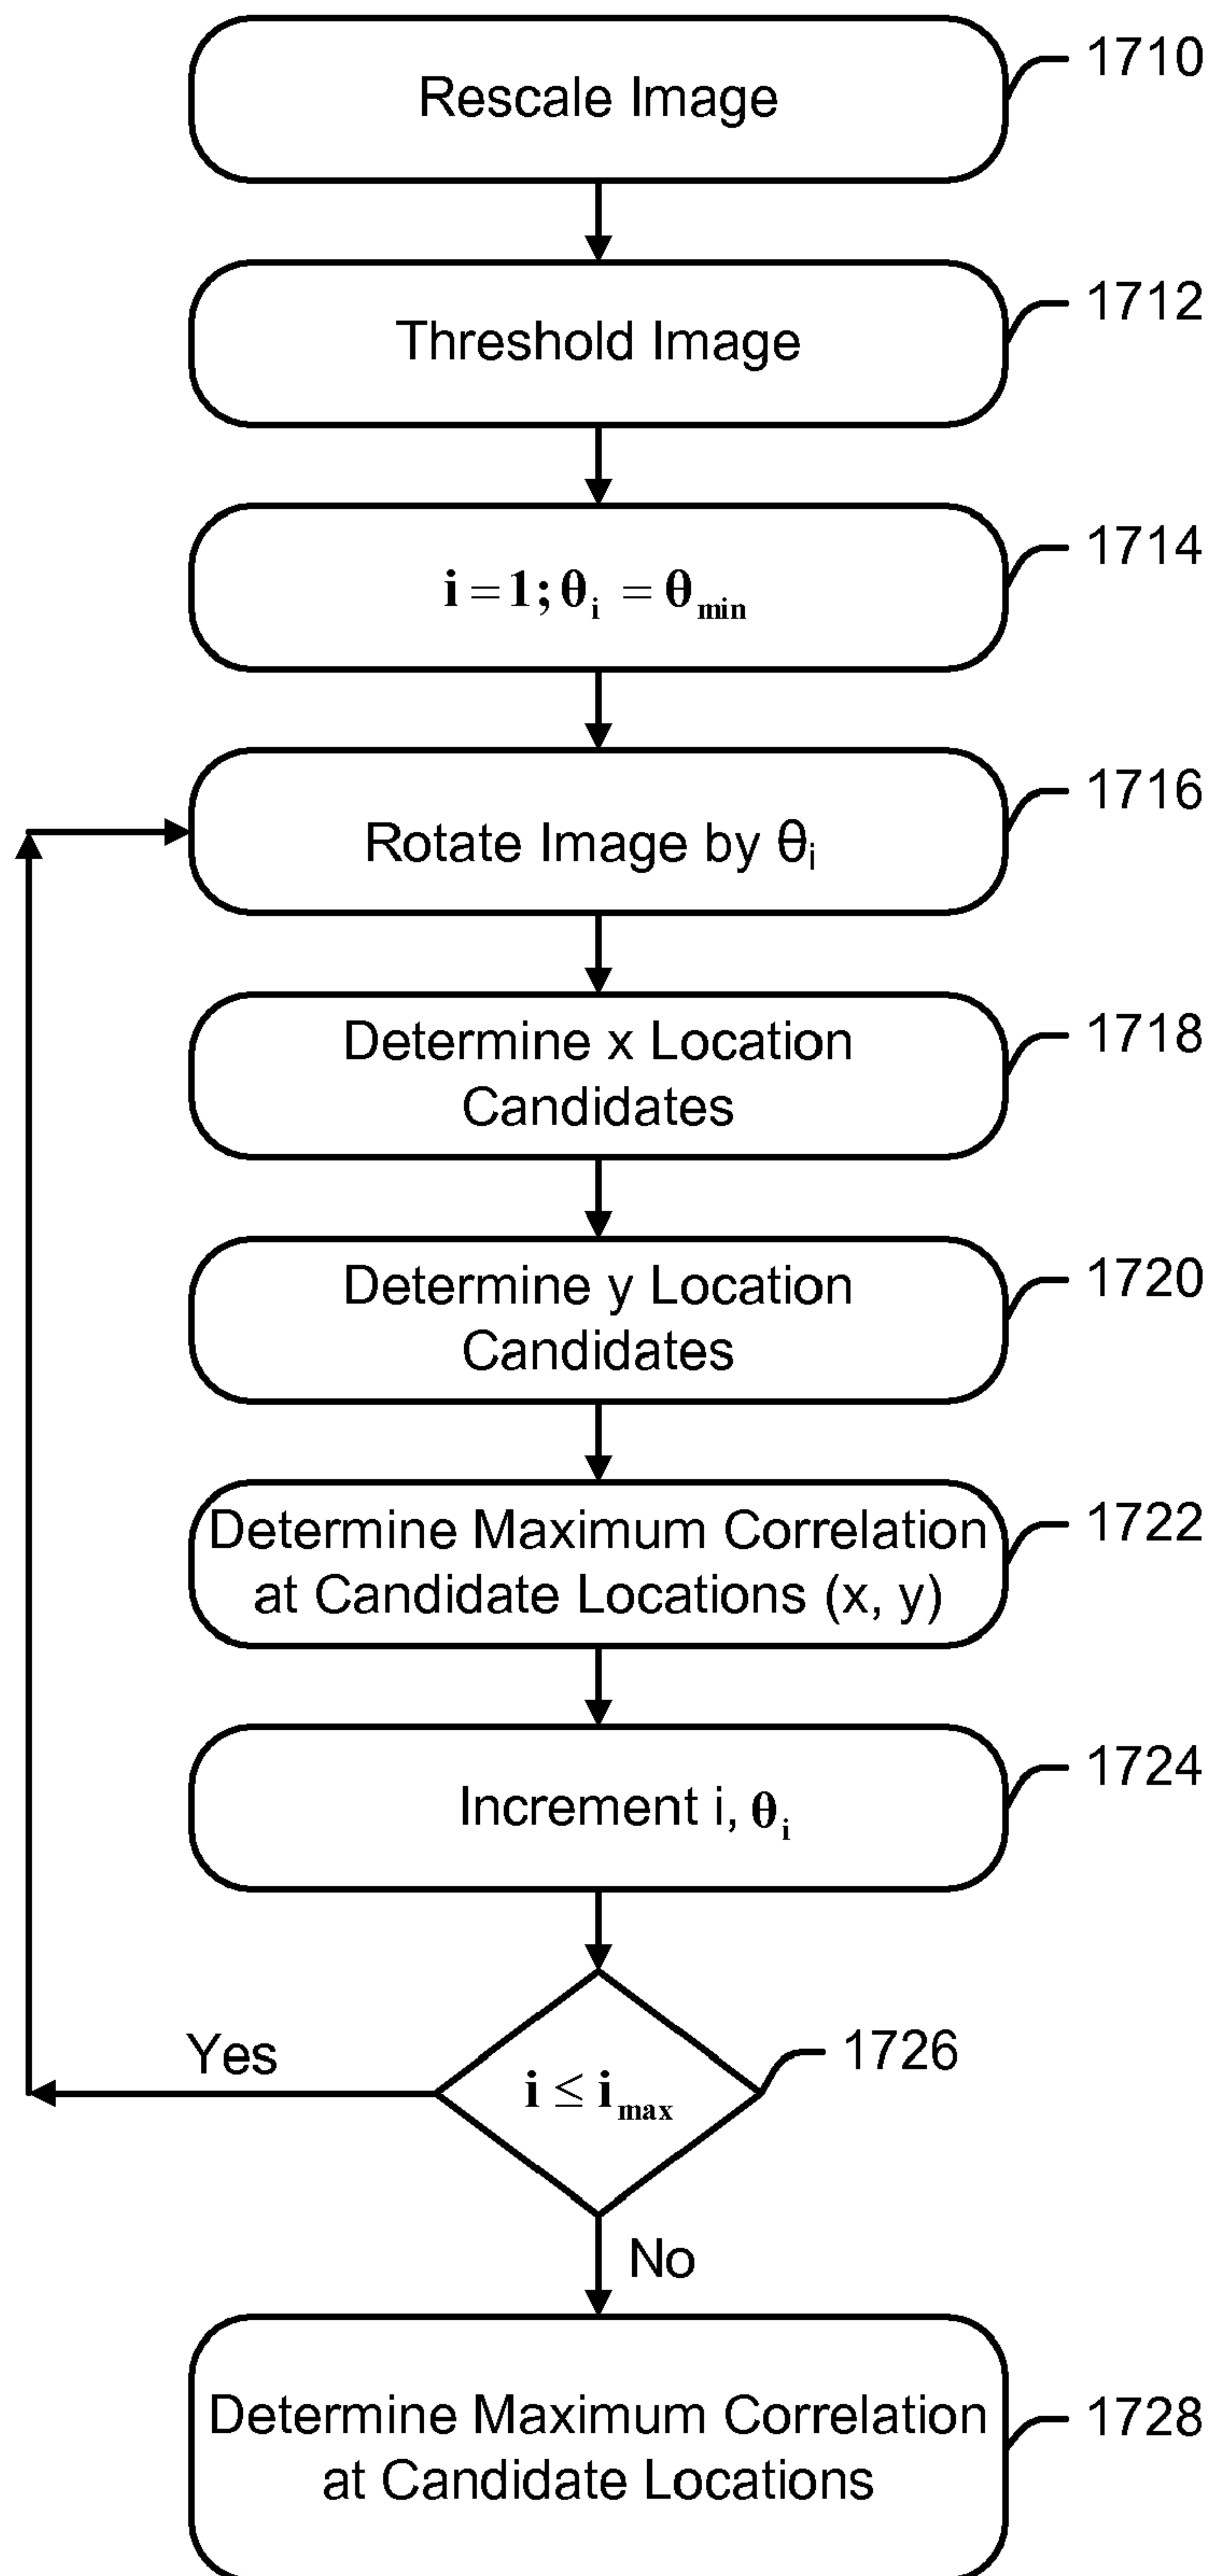 Rescale Image
1710
Threshold Image
1712
i = 1; θi = θmin
1714
Rotate Image by θi
1716
Determine x Location
Candidates
1718
Determine y Location
Candidates
1720
Determine Maximum Correlation
at Candidate Locations (x, y)
1722
Increment i, θi
1724
i ≤ imax
1726
Yes
No
Determine Maximum Correlation
at Candidate Locations
1728